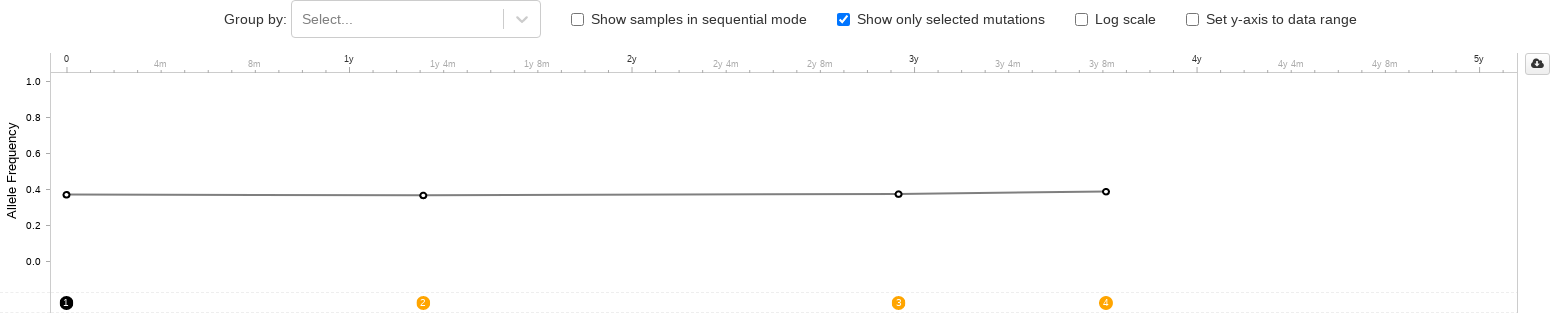 Group by: Select... Show samples in sequential mode Show only selected mutations Log scale Set y-axis to data range
0 4m 8m 1y 1y 4m 1y 8m 2y 2y 4m 2y 8m 3y 3y 4m 3y 8m 4y 4y 4m 4y 8m 5y
Allele Frequency
1.0
0.8
0.6
0.4
0.2
0.0
1 2 3 4